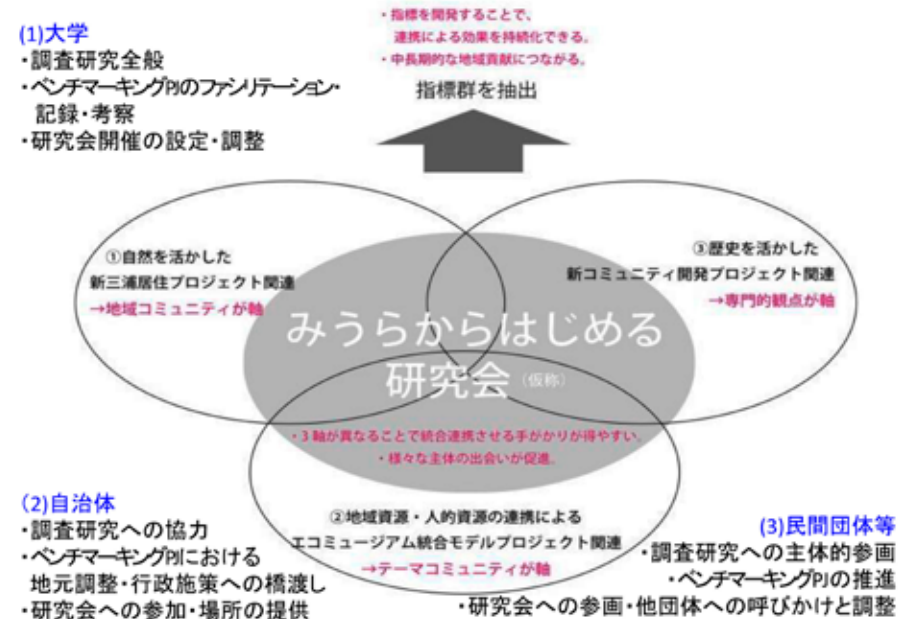 (1)大学
・調査研究全般
・ベンチマーキングPJのファシリテーション・
記録・考察
・研究会開催の設定・調整
・指標を開発することで、
連携による効果を持続化できる。
・中長期的な地域貢献につながる。
指標群を抽出
①自然を活かした
新三浦居住プロジェクト関連
→地域コミュニティが軸
③歴史を活かした
新コミュニティ開発プロジェクト関連
→専門的観点が軸
みうらからはじめる
研究会(仮称)
・3軸が異なることで統合連携させる手がかりが得やすい。
・様々な主体の出会いが促進。
②地域資源・人的資源の連携による
エコミュージアム統合モデルプロジェクト関連
→テーマコミュニティが軸
(2)自治体
・調査研究への協力
・ベンチマーキングPJにおける
地元調整・行政施策への橋渡し
・研究会への参加・場所の提供
(3)民間団体等
・調査研究への主体的参画
・ベンチマーキングPJの推進
・研究会への参画・他団体への呼びかけと調整